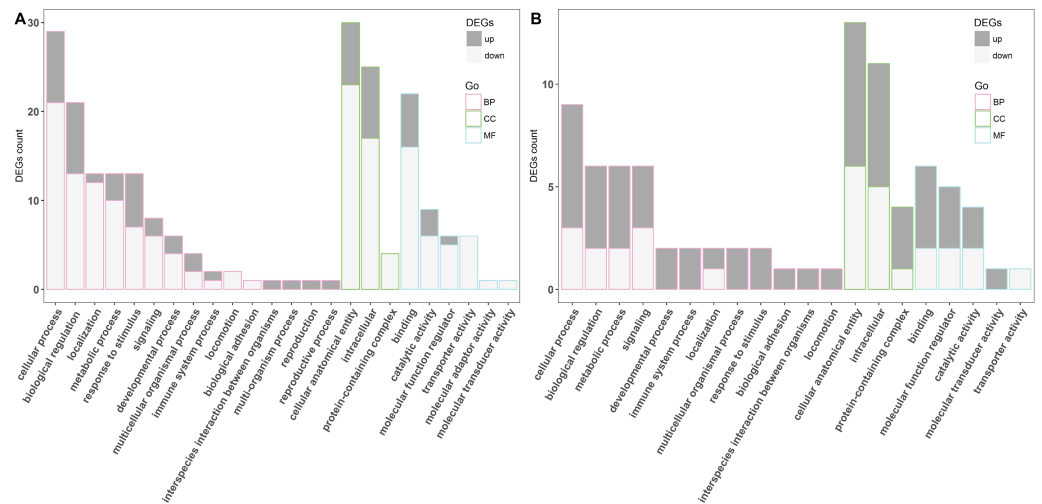 A
DEGs count
30
20
10
0
DEGs
up
down
Go
BP
CC
MF
cellular process
biological regulation
localization
metabolic process
response to stimulus
signaling
developmental process
multicellular organismal process
immune system process
locomotion
biological adhesion
interspecies interaction between organisms
multi-organism process
reproduction
reproductive process
cellular anatomical entity
intracellular
protein-containing complex
binding
catalytic activity
molecular function regulator
transporter activity
molecular adaptor activity
molecular transducer activity
B
DEGs count
10
5
0
DEGs
up
down
Go
BP
CC
MF
cellular process
biological regulation
metabolic process
signaling
developmental process
immune system process
localization
multicellular organismal process
response to stimulus
biological adhesion
interspecies interaction between organisms
locomotion
cellular anatomical entity
intracellular
protein-containing complex
binding
molecular function regulator
catalytic activity
molecular transducer activity
transporter activity